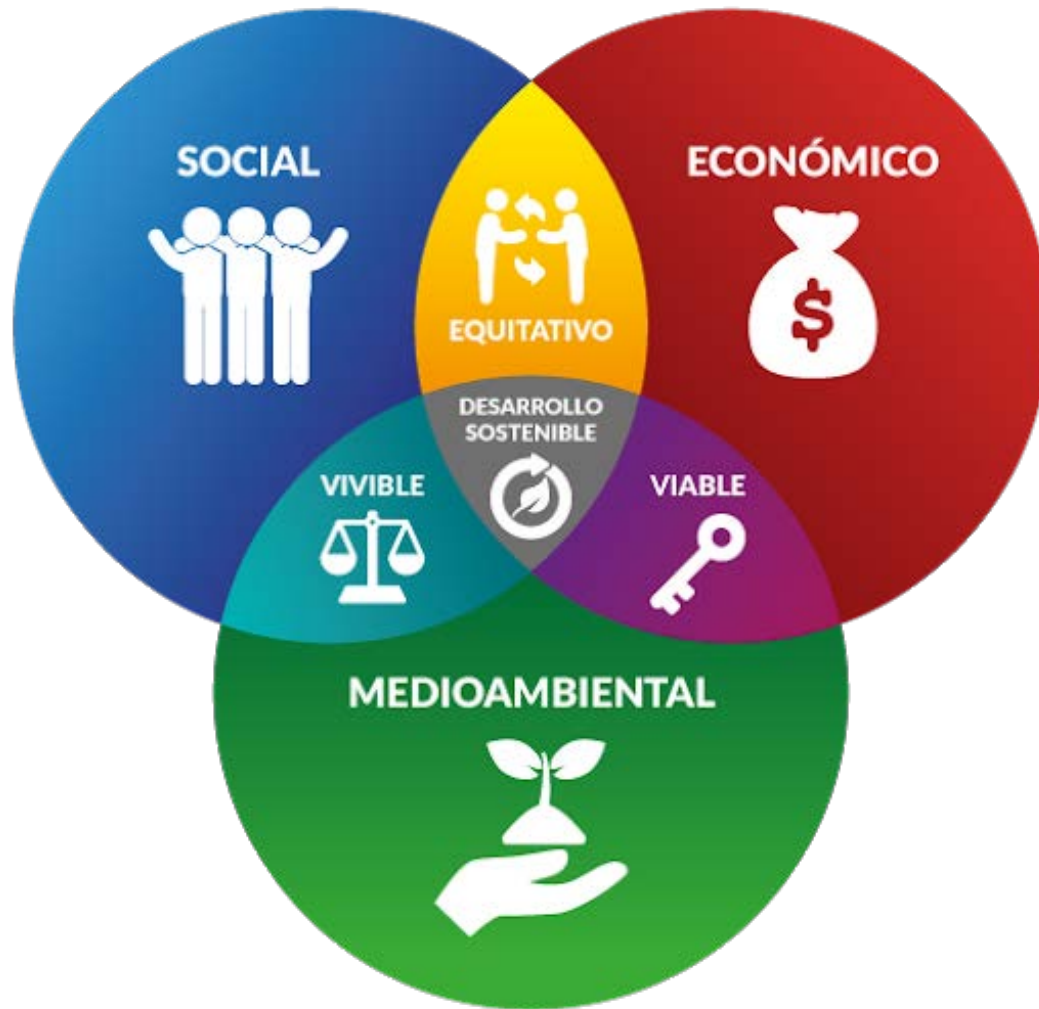 SOCIAL
ECONÓMICO
$
EQUITATIVO
DESARROLLO
SOSTENIBLE
VIVIBLE
VIABLE
MEDIOAMBIENTAL